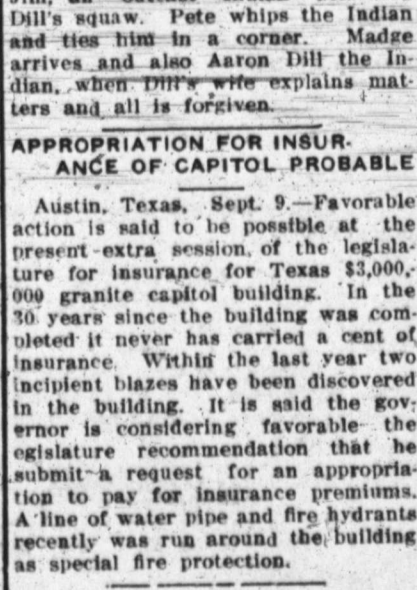 Dill's squaw. Pete whips the Indian
and ties him in a corner. Madge
arrives and also Aaron Dill the In-
dian, when Dill's wife explains mat-
ters and all is forgiven.
APPROPRIATION FOR INSUR-
ANCE OF CAPITOL PROBABLE
Austin, Texas, Sept. 9.—Favorable
action is said to be possible at the
present extra session of the legisla-
ture for insurance for Texas $3,000,-
000 granite capitol building. In the
30 years since the building was com-
pleted it never has carried a cent of
insurance. Within the last year two
incipient blazes have been discovered
in the building. It is said the gov-
ernor is considering favorable the
egislature recommendation that he
submit a request for an appropria-
tion to pay for insurance premiums.
A line of water pipe and fire hydrants
recently was run around the building
as special fire protection.